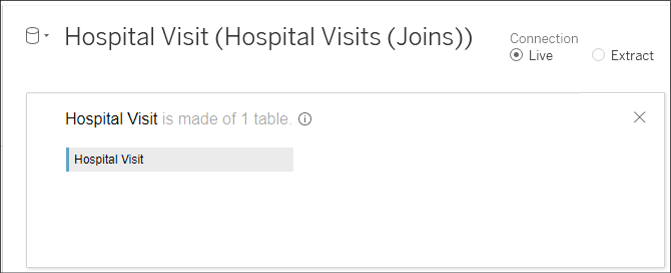 Hospital Visit (Hospital Visits (Joins))
Connection
Live Extract
Hospital Visit is made of 1 table.
Hospital Visit